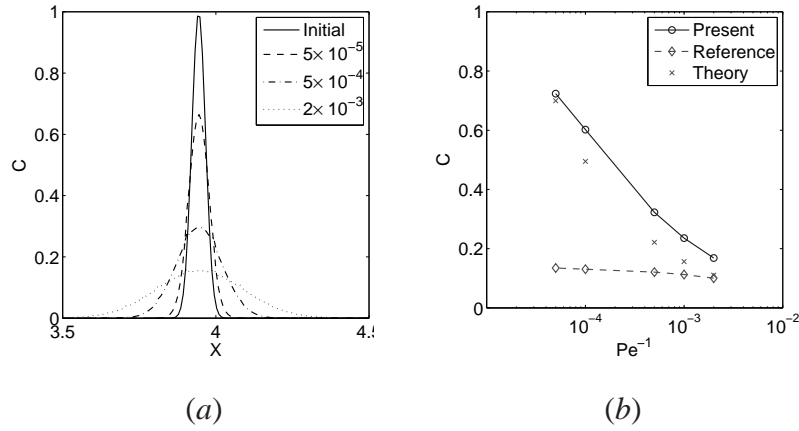 1
0.8
0.6
0.4
0.2
0
C
3.5
4
4.5
X
Initial
5× 10⁻⁵
5× 10⁻⁴
2× 10⁻³
(a)
1
0.8
0.6
0.4
0.2
0
C
10⁻⁴
10⁻³
10⁻²
Pe⁻¹
Present
Reference
Theory
(b)